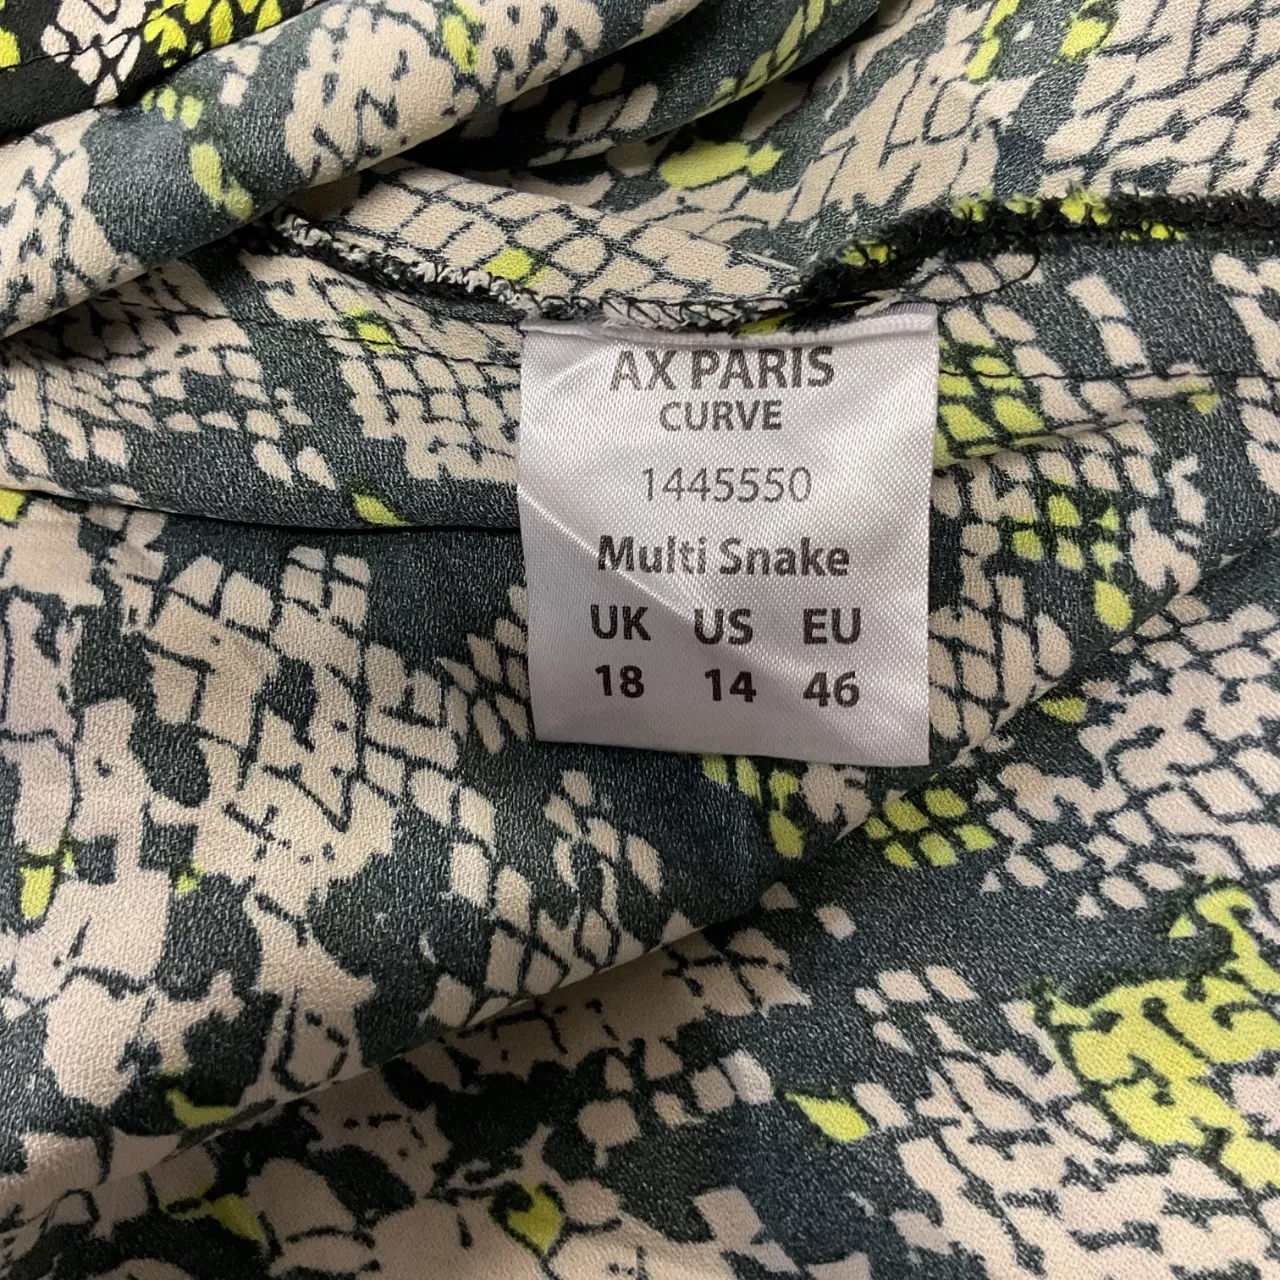 AX PARIS
CURVE
1445550
Multi Snake
UK US EU
18 14 46